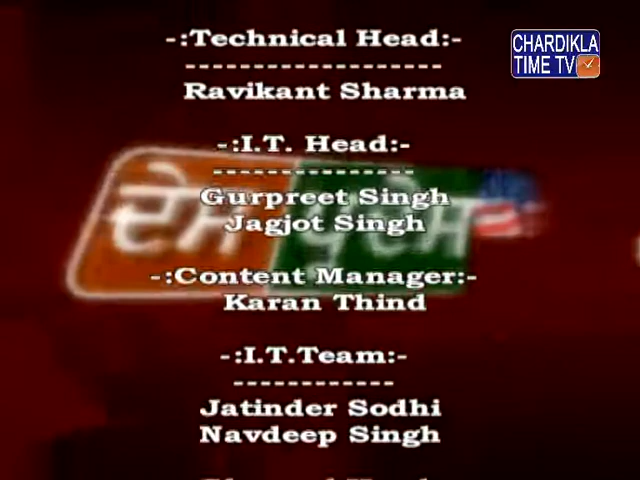 -:Technical Head:-
-------------------
Ravikant Sharma
CHARDIKLA
TIME TV
-:I.T. Head:-
---------------
Gurpreet Singh
Jagjot Singh
ਦੇਸ ਪ੍ਰਦੇਸ
-:Content Manager:-
Karan Thind
-:I.T.Team:-
------------
Jatinder Sodhi
Navdeep Singh